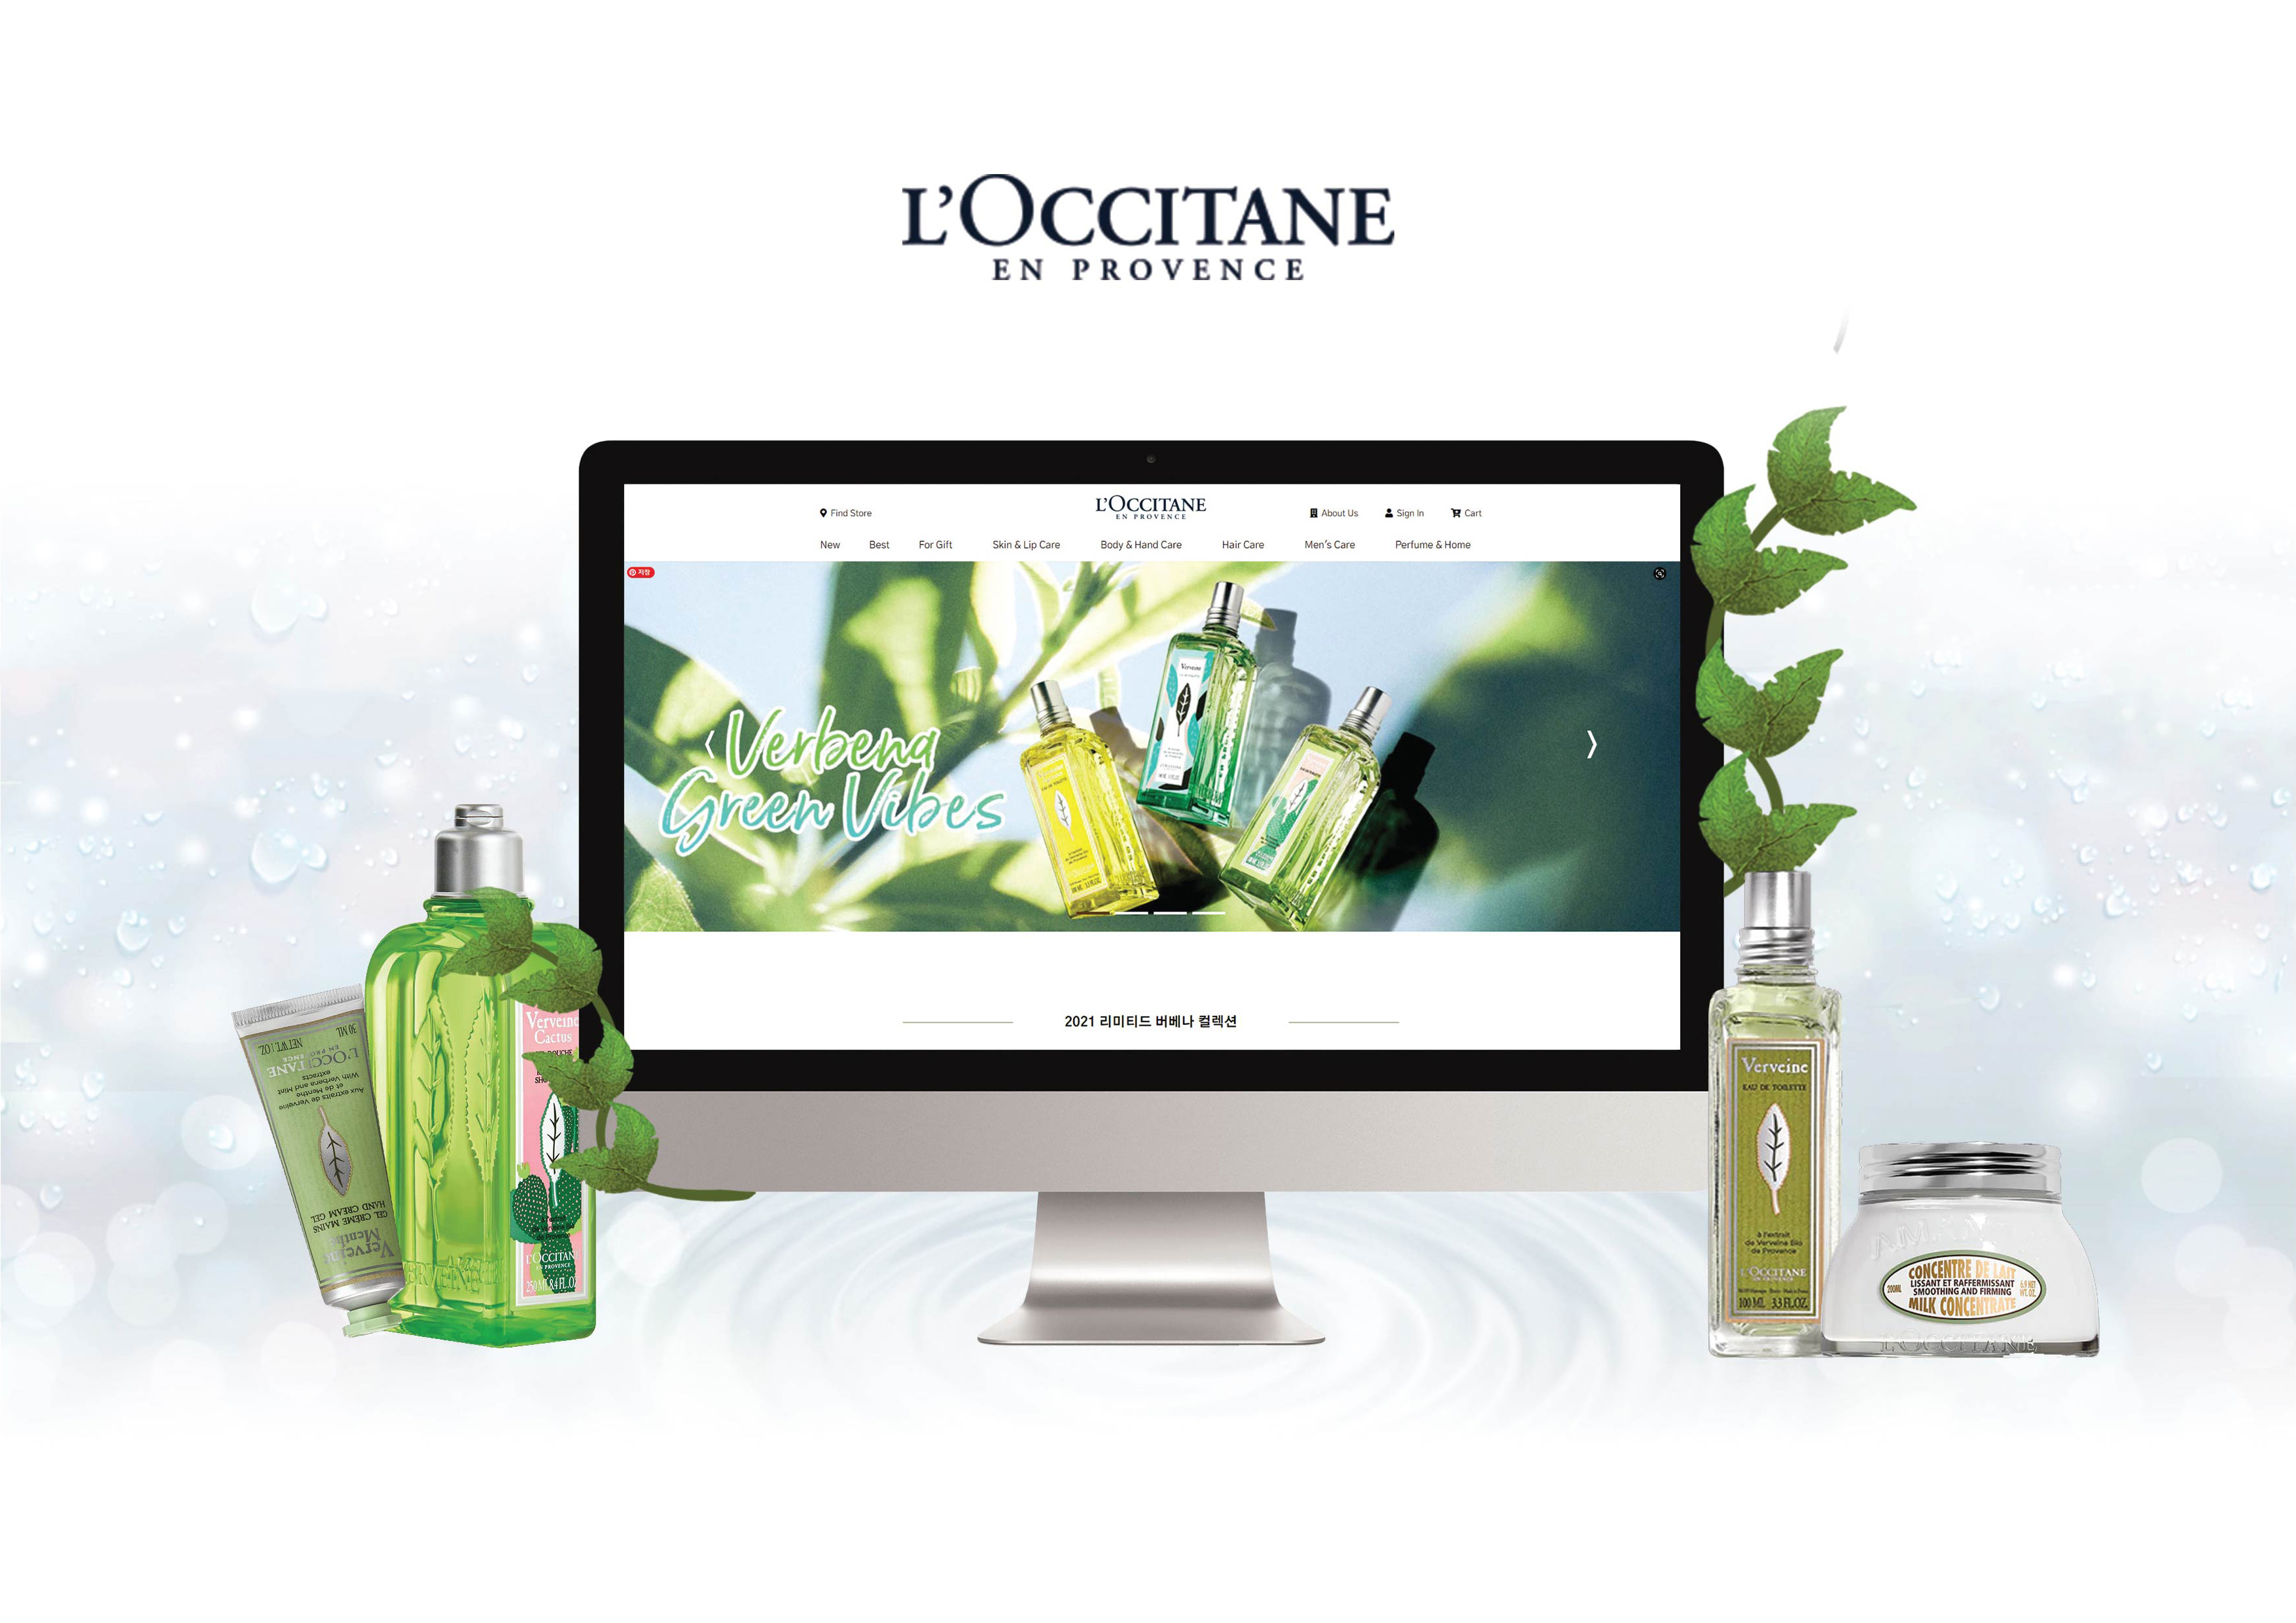 L'OCCITANE
EN PROVENCE
Find Store
L'OCCITANE
EN PROVENCE
About Us
Sign In
Cart
New
Best
For Gift
Skin & Lip Care
Body & Hand Care
Hair Care
Men's Care
Perfume & Home
저장
Verbena
Green Vibes
Verveine
2021 리미티드 버베나 컬렉션
Verveine
Menthe
GEL CRÈME MAINS
HAND CREAM GEL
Aux extraits de Verveine
et de Menthe
With Verbena and Mint
extracts
L'OCCITANE
EN PROVENCE
30 ML
NET WT. 1 OZ.
Verveine
Cactus
L'OCCITANE
EN PROVENCE
250 ML 8.4 FL.OZ
Verveine
EAU DE TOILETTE
à l'extrait
de Verveine Bio
de Provence
L'OCCITANE
EN PROVENCE
100 ML 3.3 FL.OZ.
200ML
CONCENTRÉ DE LAIT
LISSANT ET RAFFERMISSANT
SMOOTHING AND FIRMING
MILK CONCENTRATE
6.9 NET
WT. OZ.
L'OCCITANE